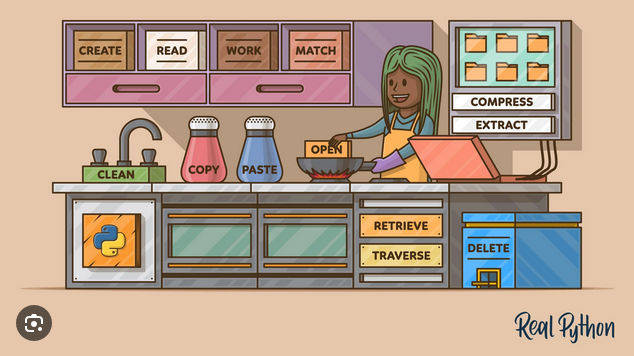 CREATE
READ
WORK
MATCH
COMPRESS
EXTRACT
OPEN
CLEAN
COPY
PASTE
RETRIEVE
TRAVERSE
DELETE
Real Python